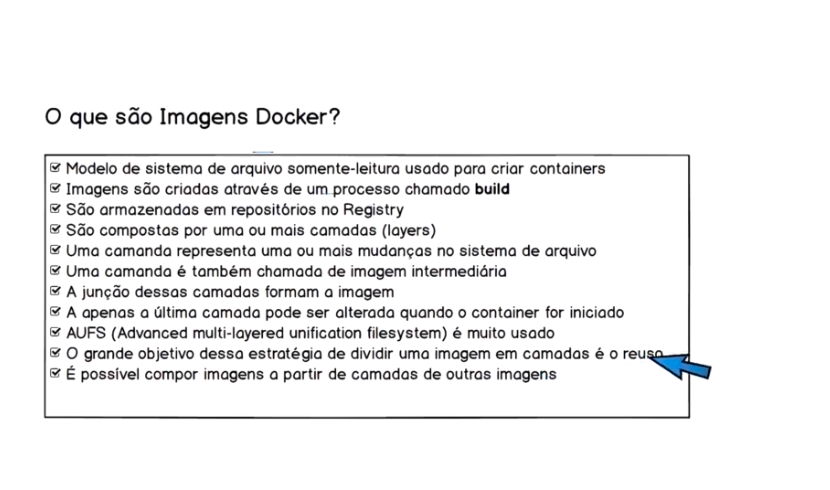 O que são Imagens Docker?
Modelo de sistema de arquivo somente-leitura usado para criar containers
Imagens são criadas através de um processo chamado build
São armazenadas em repositórios no Registry
São compostas por uma ou mais camadas (layers)
Uma camanda representa uma ou mais mudanças no sistema de arquivo
Uma camanda é também chamada de imagem intermediária
A junção dessas camadas formam a imagem
A apenas a última camada pode ser alterada quando o container for iniciado
AUFS (Advanced multi-layered unification filesystem) é muito usado
O grande objetivo dessa estratégia de dividir uma imagem em camadas é o reuso
É possível compor imagens a partir de camadas de outras imagens